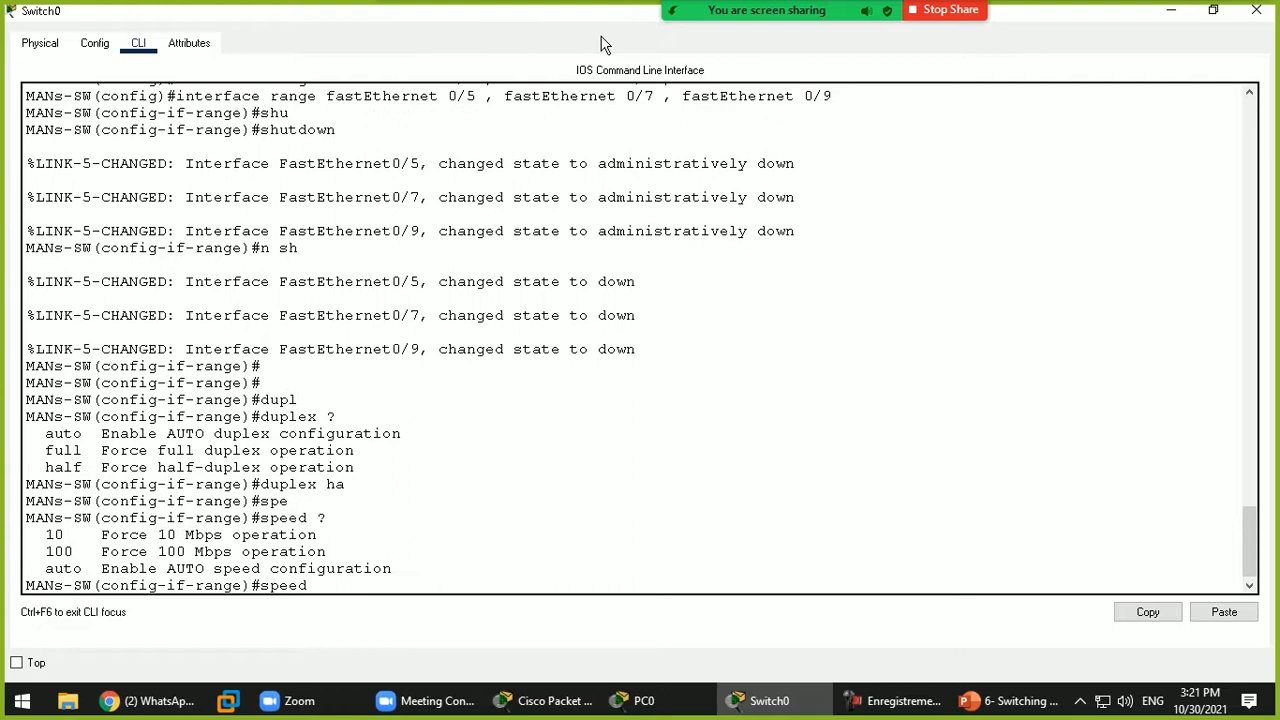 Switch0
You are screen sharing
Stop Share
Physical Config CLI Attributes
IOS Command Line Interface
MANs-SW(config)#interface range fastEthernet 0/5 , fastEthernet 0/7 , fastEthernet 0/9
MANs-SW(config-if-range)#shu
MANs-SW(config-if-range)#shutdown
%LINK-5-CHANGED: Interface FastEthernet0/5, changed state to administratively down
%LINK-5-CHANGED: Interface FastEthernet0/7, changed state to administratively down
%LINK-5-CHANGED: Interface FastEthernet0/9, changed state to administratively down
MANs-SW(config-if-range)#n sh
%LINK-5-CHANGED: Interface FastEthernet0/5, changed state to down
%LINK-5-CHANGED: Interface FastEthernet0/7, changed state to down
%LINK-5-CHANGED: Interface FastEthernet0/9, changed state to down
MANs-SW(config-if-range)#
MANs-SW(config-if-range)#
MANs-SW(config-if-range)#dupl
MANs-SW(config-if-range)#duplex ?
auto Enable AUTO duplex configuration
full Force full duplex operation
half Force half-duplex operation
MANs-SW(config-if-range)#duplex ha
MANs-SW(config-if-range)#spe
MANs-SW(config-if-range)#speed ?
10 Force 10 Mbps operation
100 Force 100 Mbps operation
auto Enable AUTO speed configuration
MANs-SW(config-if-range)#speed
Ctrl+F6 to exit CLI focus
Copy Paste
Top
(2) WhatsAp... Zoom Meeting Con... Cisco Packet ... PC0 Switch0 Enregistreme... 6- Switching ... ENG
3:21 PM
10/30/2021